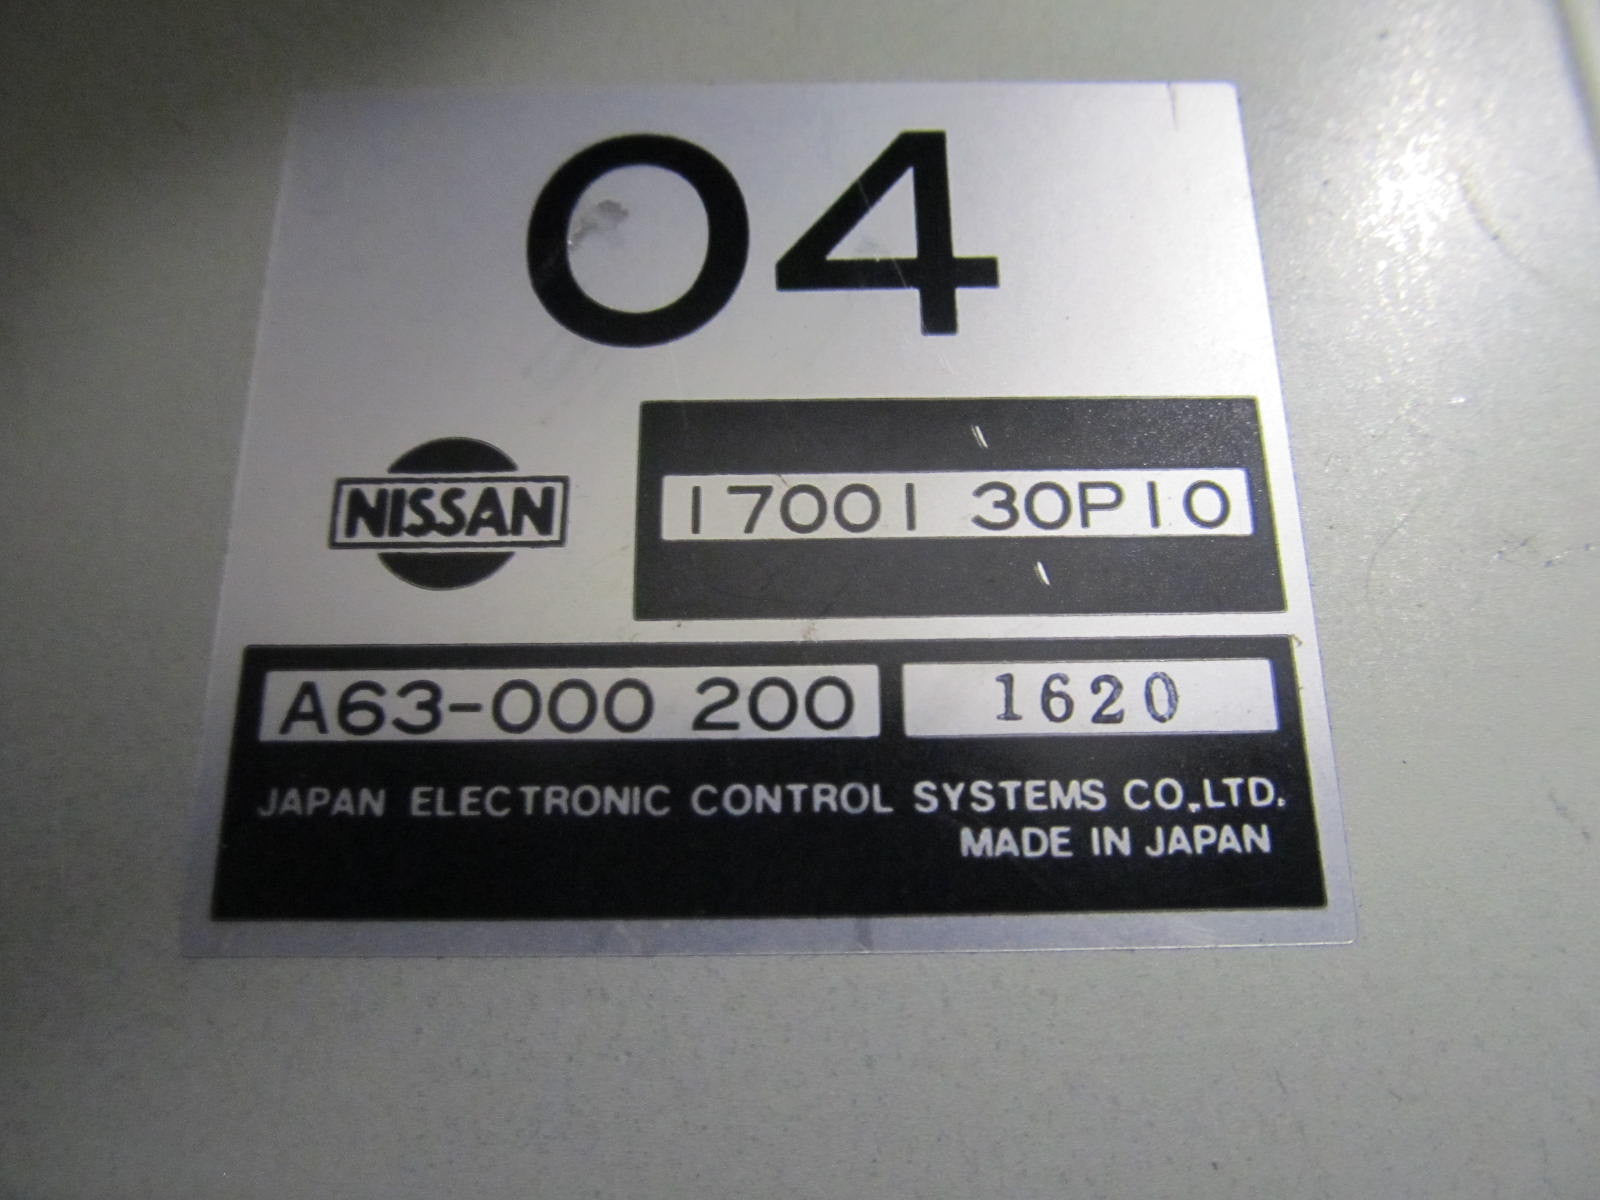 04
NISSAN
17001 30P10
A63-000 200
1620
JAPAN ELECTRONIC CONTROL SYSTEMS CO.,LTD.
MADE IN JAPAN